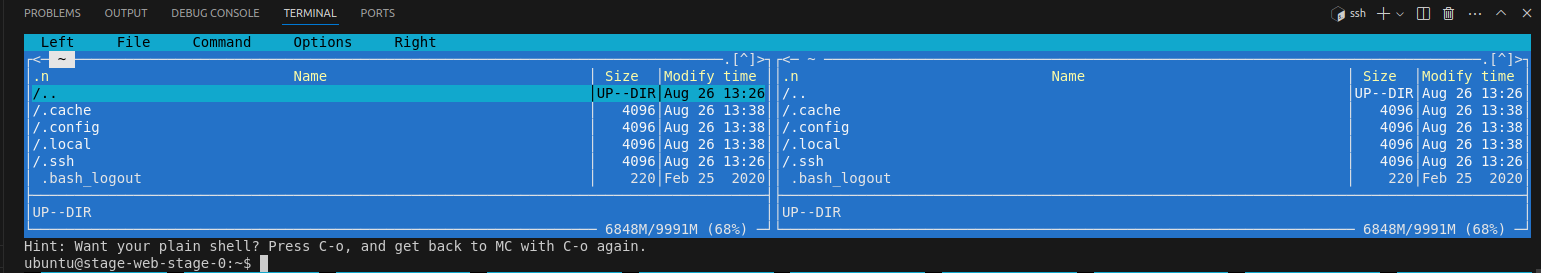 PROBLEMS OUTPUT DEBUG CONSOLE TERMINAL PORTS ssh
Left File Command Options Right
<─ ~ .[^]> <─ ~ .[^]>
.n Name Size Modify time .n Name Size Modify time
/.. UP--DIR Aug 26 13:26 /.. UP--DIR Aug 26 13:26
/.cache 4096 Aug 26 13:38 /.cache 4096 Aug 26 13:38
/.config 4096 Aug 26 13:38 /.config 4096 Aug 26 13:38
/.local 4096 Aug 26 13:38 /.local 4096 Aug 26 13:38
/.ssh 4096 Aug 26 13:26 /.ssh 4096 Aug 26 13:26
.bash_logout 220 Feb 25 2020 .bash_logout 220 Feb 25 2020
UP--DIR UP--DIR
6848M/9991M (68%) 6848M/9991M (68%)
Hint: Want your plain shell? Press C-o, and get back to MC with C-o again.
ubuntu@stage-web-stage-0:~$